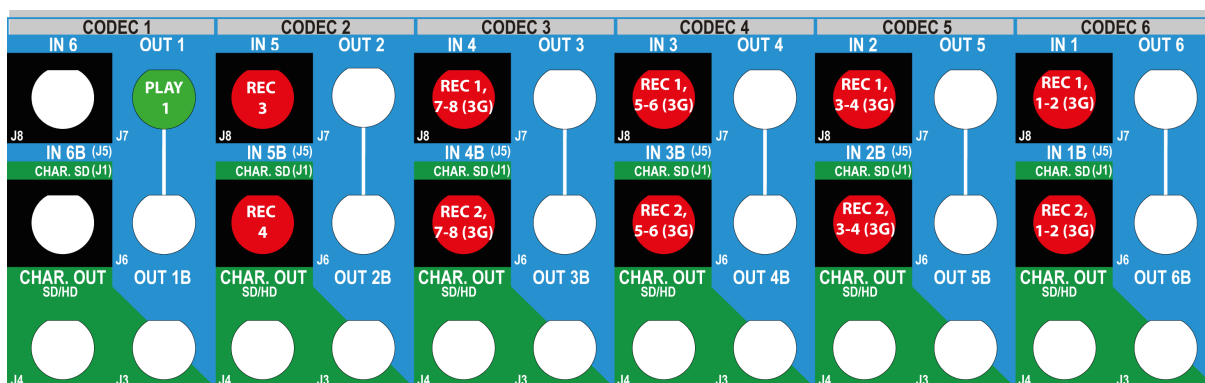 CODEC 1 CODEC 2 CODEC 3 CODEC 4 CODEC 5 CODEC 6
IN 6 OUT 1 IN 5 OUT 2 IN 4 OUT 3 IN 3 OUT 4 IN 2 OUT 5 IN 1 OUT 6
PLAY REC REC 1, REC 1, REC 1, REC 1,
1 3 7-8 (3G) 5-6 (3G) 3-4 (3G) 1-2 (3G)
J8 J7 J8 J7 J8 J7 J8 J7 J8 J7 J8 J7
IN 6B (J5) IN 5B (J5) IN 4B (J5) IN 3B (J5) IN 2B (J5) IN 1B (J5)
CHAR. SD (J1) CHAR. SD (J1) CHAR. SD (J1) CHAR. SD (J1) CHAR. SD (J1) CHAR. SD (J1)
REC REC 2, REC 2, REC 2, REC 2,
4 7-8 (3G) 5-6 (3G) 3-4 (3G) 1-2 (3G)
J6 J6 J6 J6 J6 J6
CHAR. OUT OUT 1B CHAR. OUT OUT 2B CHAR. OUT OUT 3B CHAR. OUT OUT 4B CHAR. OUT OUT 5B CHAR. OUT OUT 6B
SD/HD SD/HD SD/HD SD/HD SD/HD SD/HD
J4 J3 J4 J3 J4 J3 J4 J3 J4 J3 J4 J3